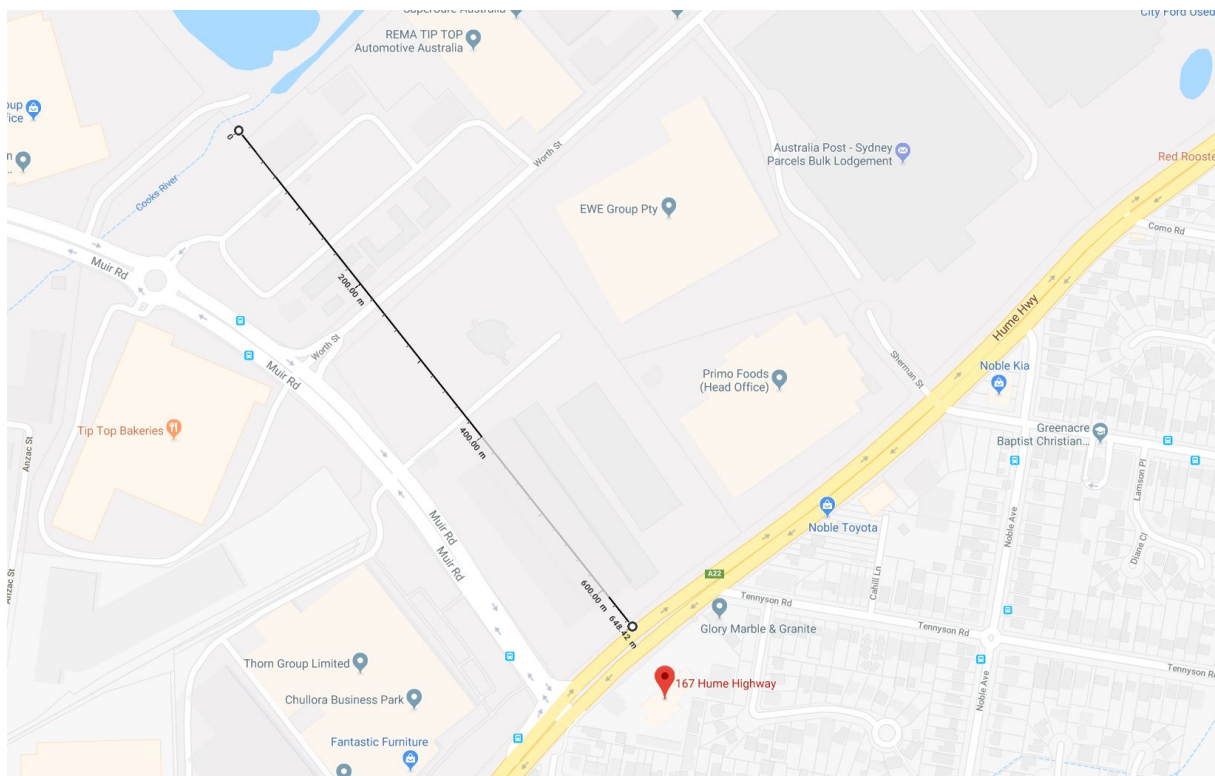 SuperCure Australia
City Ford Used
REMA TIP TOP
Automotive Australia
oup
fice
n
0
Cooks River
Worth St
Australia Post - Sydney
Parcels Bulk Lodgement
Red Rooste
EWE Group Pty
Como Rd
Muir Rd
200.00 m
Hume Hwy
Worth St
Muir Rd
Sherman St
Noble Kia
Primo Foods
(Head Office)
Tip Top Bakeries
Anzac St
400.00 m
Greenacre
Baptist Christian...
Lamson Pl
Noble Toyota
Noble Ave
Muir Rd
Muir Rd
Diane Cl
Anzac St
A22
Cahill Ln
600.00 m
648.42 m
Tennyson Rd
Glory Marble & Granite
Tennyson Rd
Tennyson Rd
Thorn Group Limited
167 Hume Highway
Noble Ave
Chullora Business Park
Fantastic Furniture